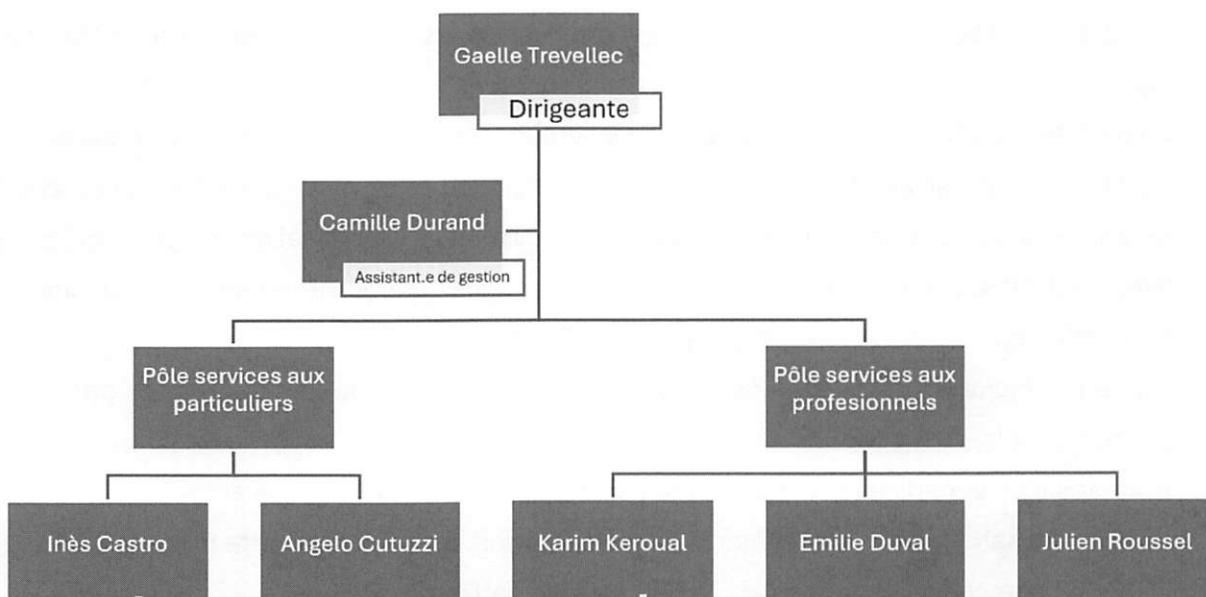 Gaelle Trevellec
Dirigeante
Camille Durand
Assistant.e de gestion
Pôle services aux
particuliers
Pôle services aux
profesionnels
Inès Castro
Angelo Cutuzzi
Karim Keroual
Emilie Duval
Julien Roussel